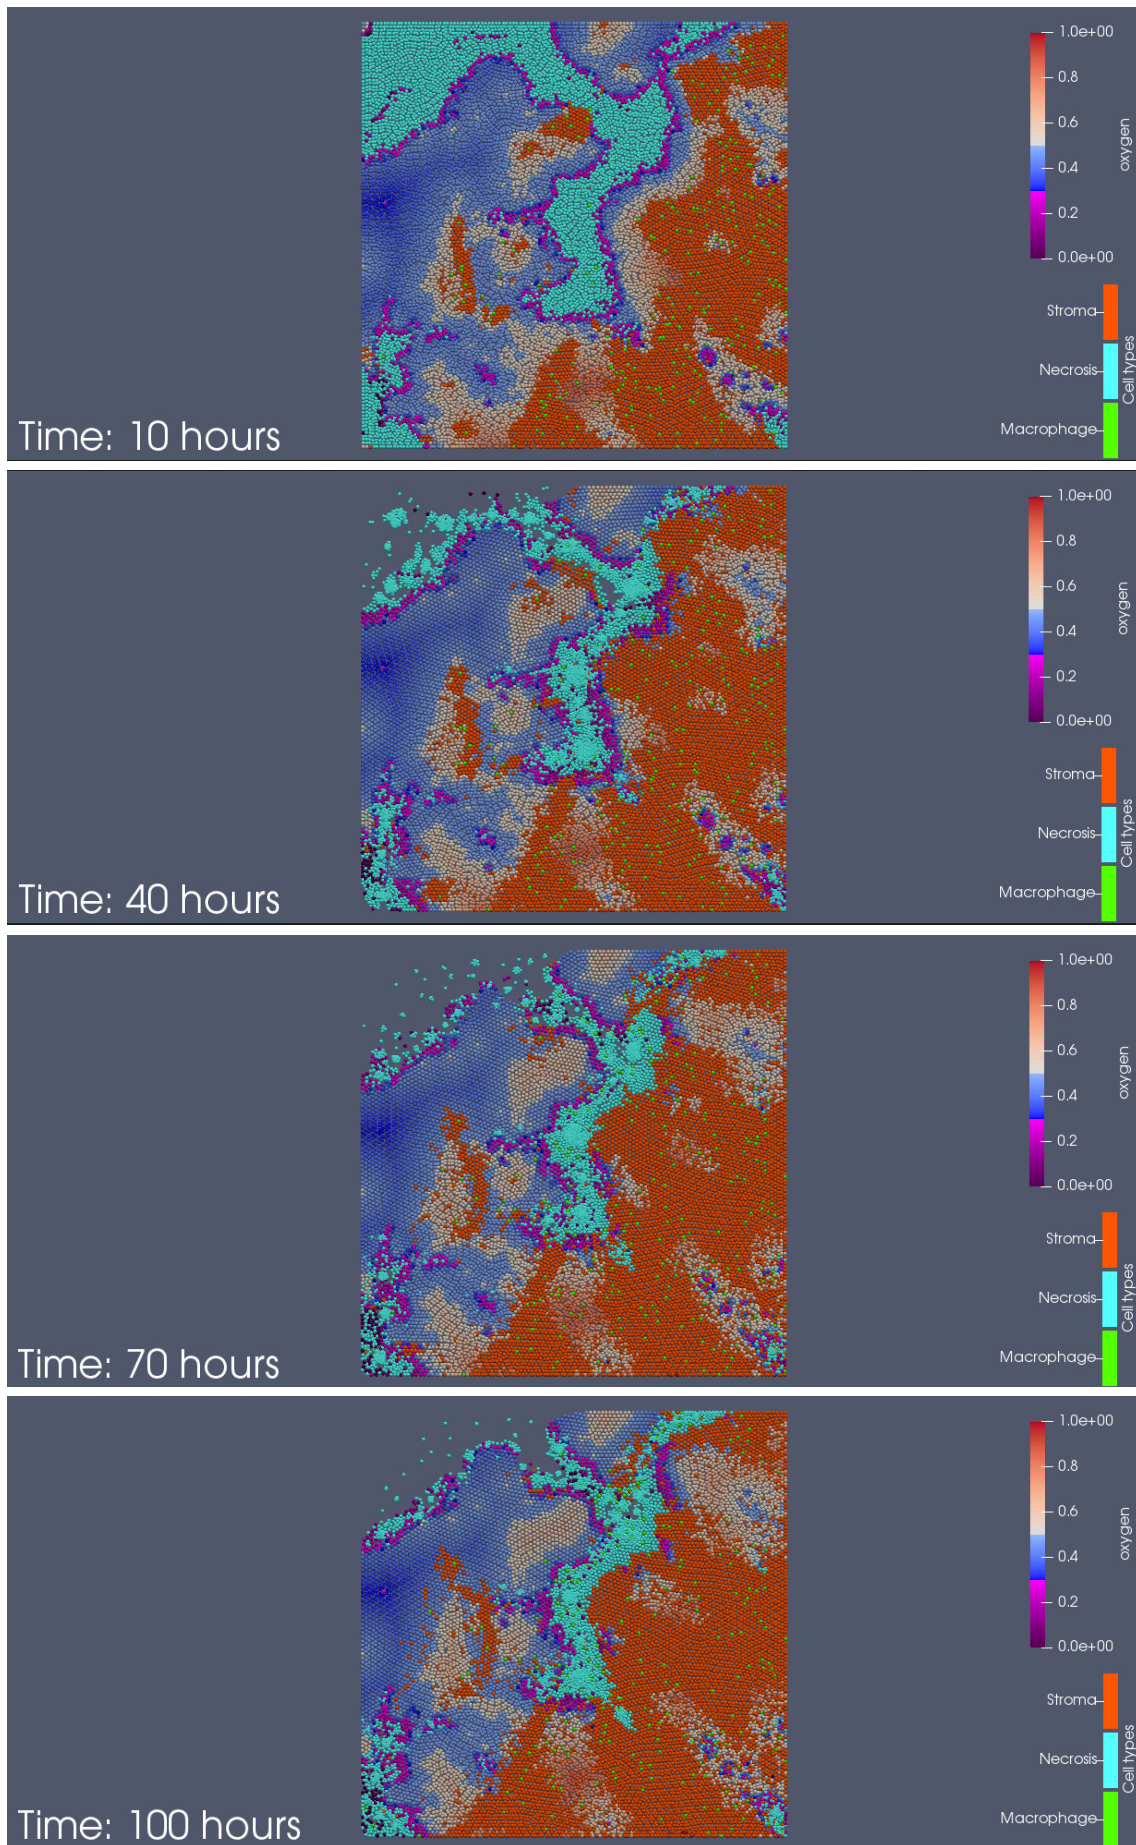 1.0e+00
0.8
0.6
0.4
0.2
0.0e+00
oxygen
Stroma
Necrosis
Macrophage
Cell types
Time: 10 hours
1.0e+00
0.8
0.6
0.4
0.2
0.0e+00
oxygen
Stroma
Necrosis
Macrophage
Cell types
Time: 40 hours
1.0e+00
0.8
0.6
0.4
0.2
0.0e+00
oxygen
Stroma
Necrosis
Macrophage
Cell types
Time: 70 hours
1.0e+00
0.8
0.6
0.4
0.2
0.0e+00
oxygen
Stroma
Necrosis
Macrophage
Cell types
Time: 100 hours